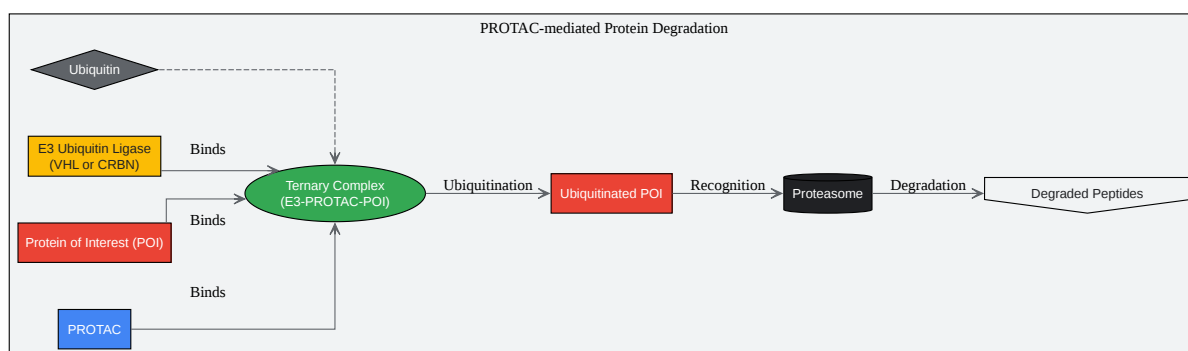 PROTAC-mediated Protein Degradation
Ubiquitin
E3 Ubiquitin Ligase
(VHL or CRBN)
Binds
Ternary Complex
(E3-PROTAC-POI)
Ubiquitination
Ubiquitinated POI
Recognition
Proteasome
Degradation
Degraded Peptides
Binds
Protein of Interest (POI)
Binds
PROTAC